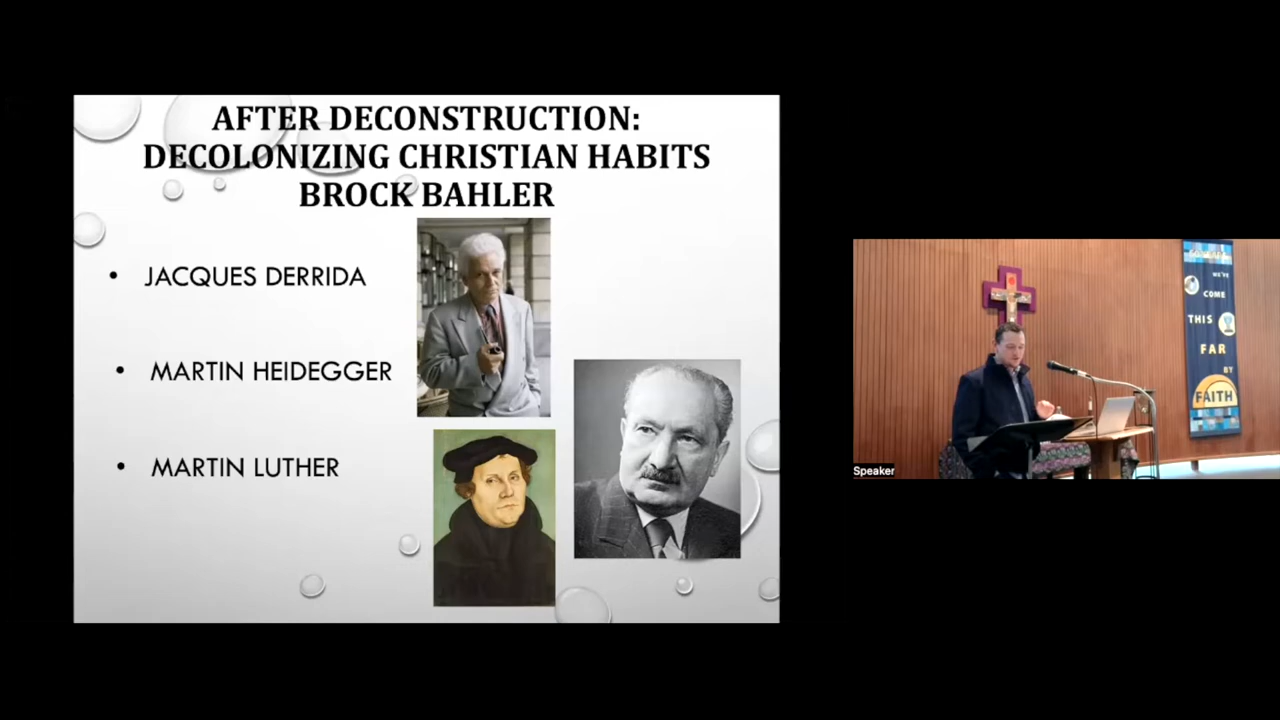 AFTER DECONSTRUCTION:
DECOLONIZING CHRISTIAN HABITS
BROCK BAHLER
• JACQUES DERRIDA
• MARTIN HEIDEGGER
• MARTIN LUTHER
WE'VE
COME
THIS
FAR
BY
FAITH
Speaker